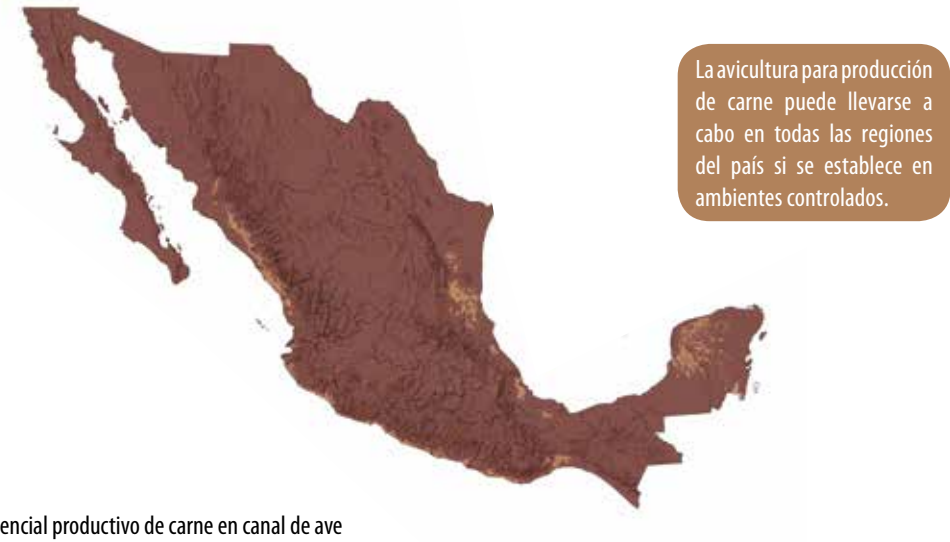 La avicultura para producción
de carne puede llevarse a
cabo en todas las regiones
del país si se establece en
ambientes controlados.
encial productivo de carne en canal de ave